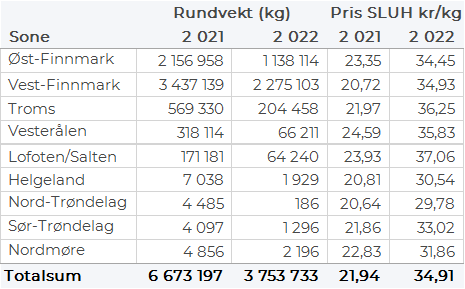 Rundvekt (kg) Pris SLUH kr/kg
Sone 2 021 2 022 2 021 2 022
Øst-Finnmark 2 156 958 1 138 114 23,35 34,45
Vest-Finnmark 3 437 139 2 275 103 20,72 34,93
Troms 569 330 204 458 21,97 36,25
Vesterålen 318 114 66 211 24,59 35,83
Lofoten/Salten 171 181 64 240 23,93 37,06
Helgeland 7 038 1 929 20,81 30,54
Nord-Trøndelag 4 485 186 20,64 29,78
Sør-Trøndelag 4 097 1 296 21,86 33,02
Nordmøre 4 856 2 196 22,83 31,86
Totalsum 6 673 197 3 753 733 21,94 34,91